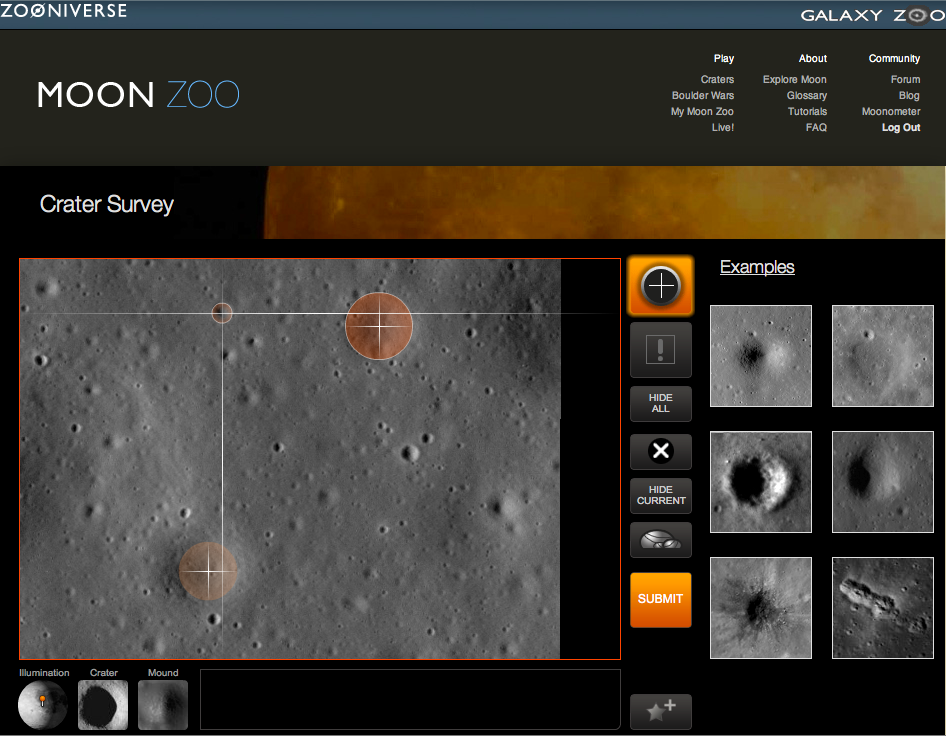 ZOONIVERSE
GALAXY ZOO
MOON ZOO
Play
Craters
Boulder Wars
My Moon Zoo
Live!
About
Explore Moon
Glossary
Tutorials
FAQ
Community
Forum
Blog
Moonometer
Log Out
Crater Survey
HIDE
ALL
HIDE
CURRENT
SUBMIT
Examples
Illumination
Crater
Mound